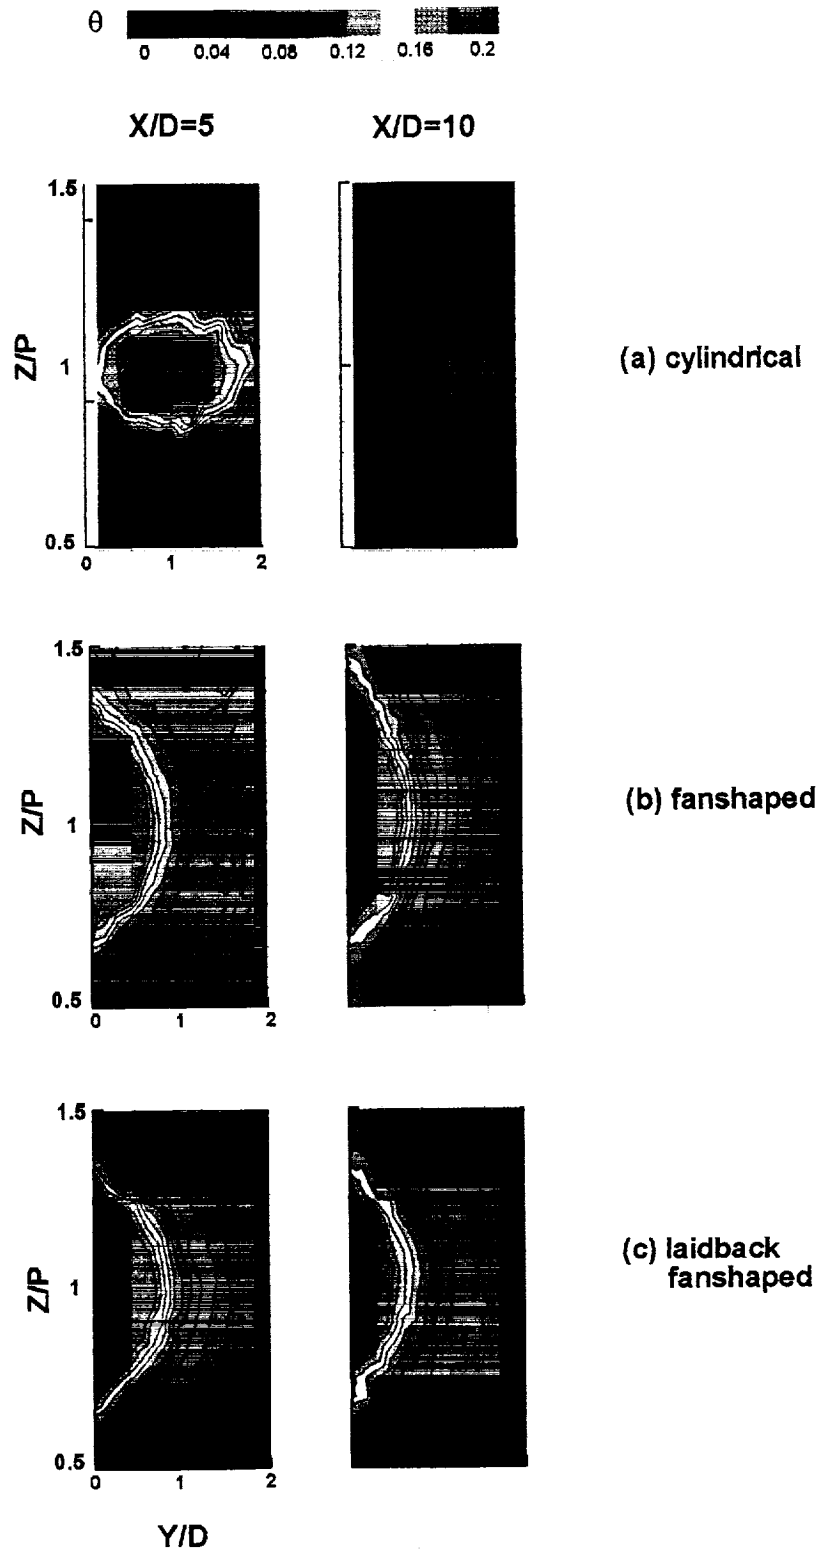 θ
0 0.04 0.08 0.12 0.16 0.2
X/D=5 X/D=10
1.5
Z/P
1
0.5
0 1 2
(a) cylindrical
1.5
Z/P
1
0.5
0 1 2
(b) fanshaped
1.5
Z/P
1
0.5
0 1 2
(c) laidback
fanshaped
Y/D